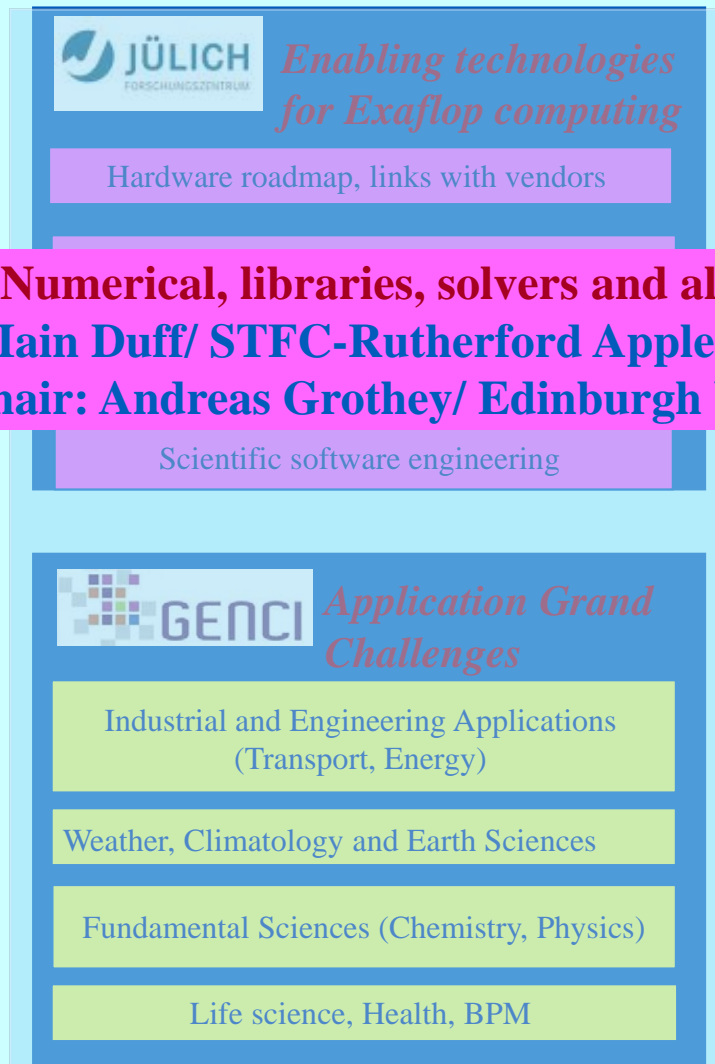 JÜLICH
FORSCHUNGSZENTRUM
Enabling technologies
for Exaflop computing
Hardware roadmap, links with vendors
Numerical, libraries, solvers and al
Iain Duff/ STFC-Rutherford Apple
hair: Andreas Grothey/ Edinburgh
Scientific software engineering
GENCI
Application Grand
Challenges
Industrial and Engineering Applications
(Transport, Energy)
Weather, Climatology and Earth Sciences
Fundamental Sciences (Chemistry, Physics)
Life science, Health, BPM